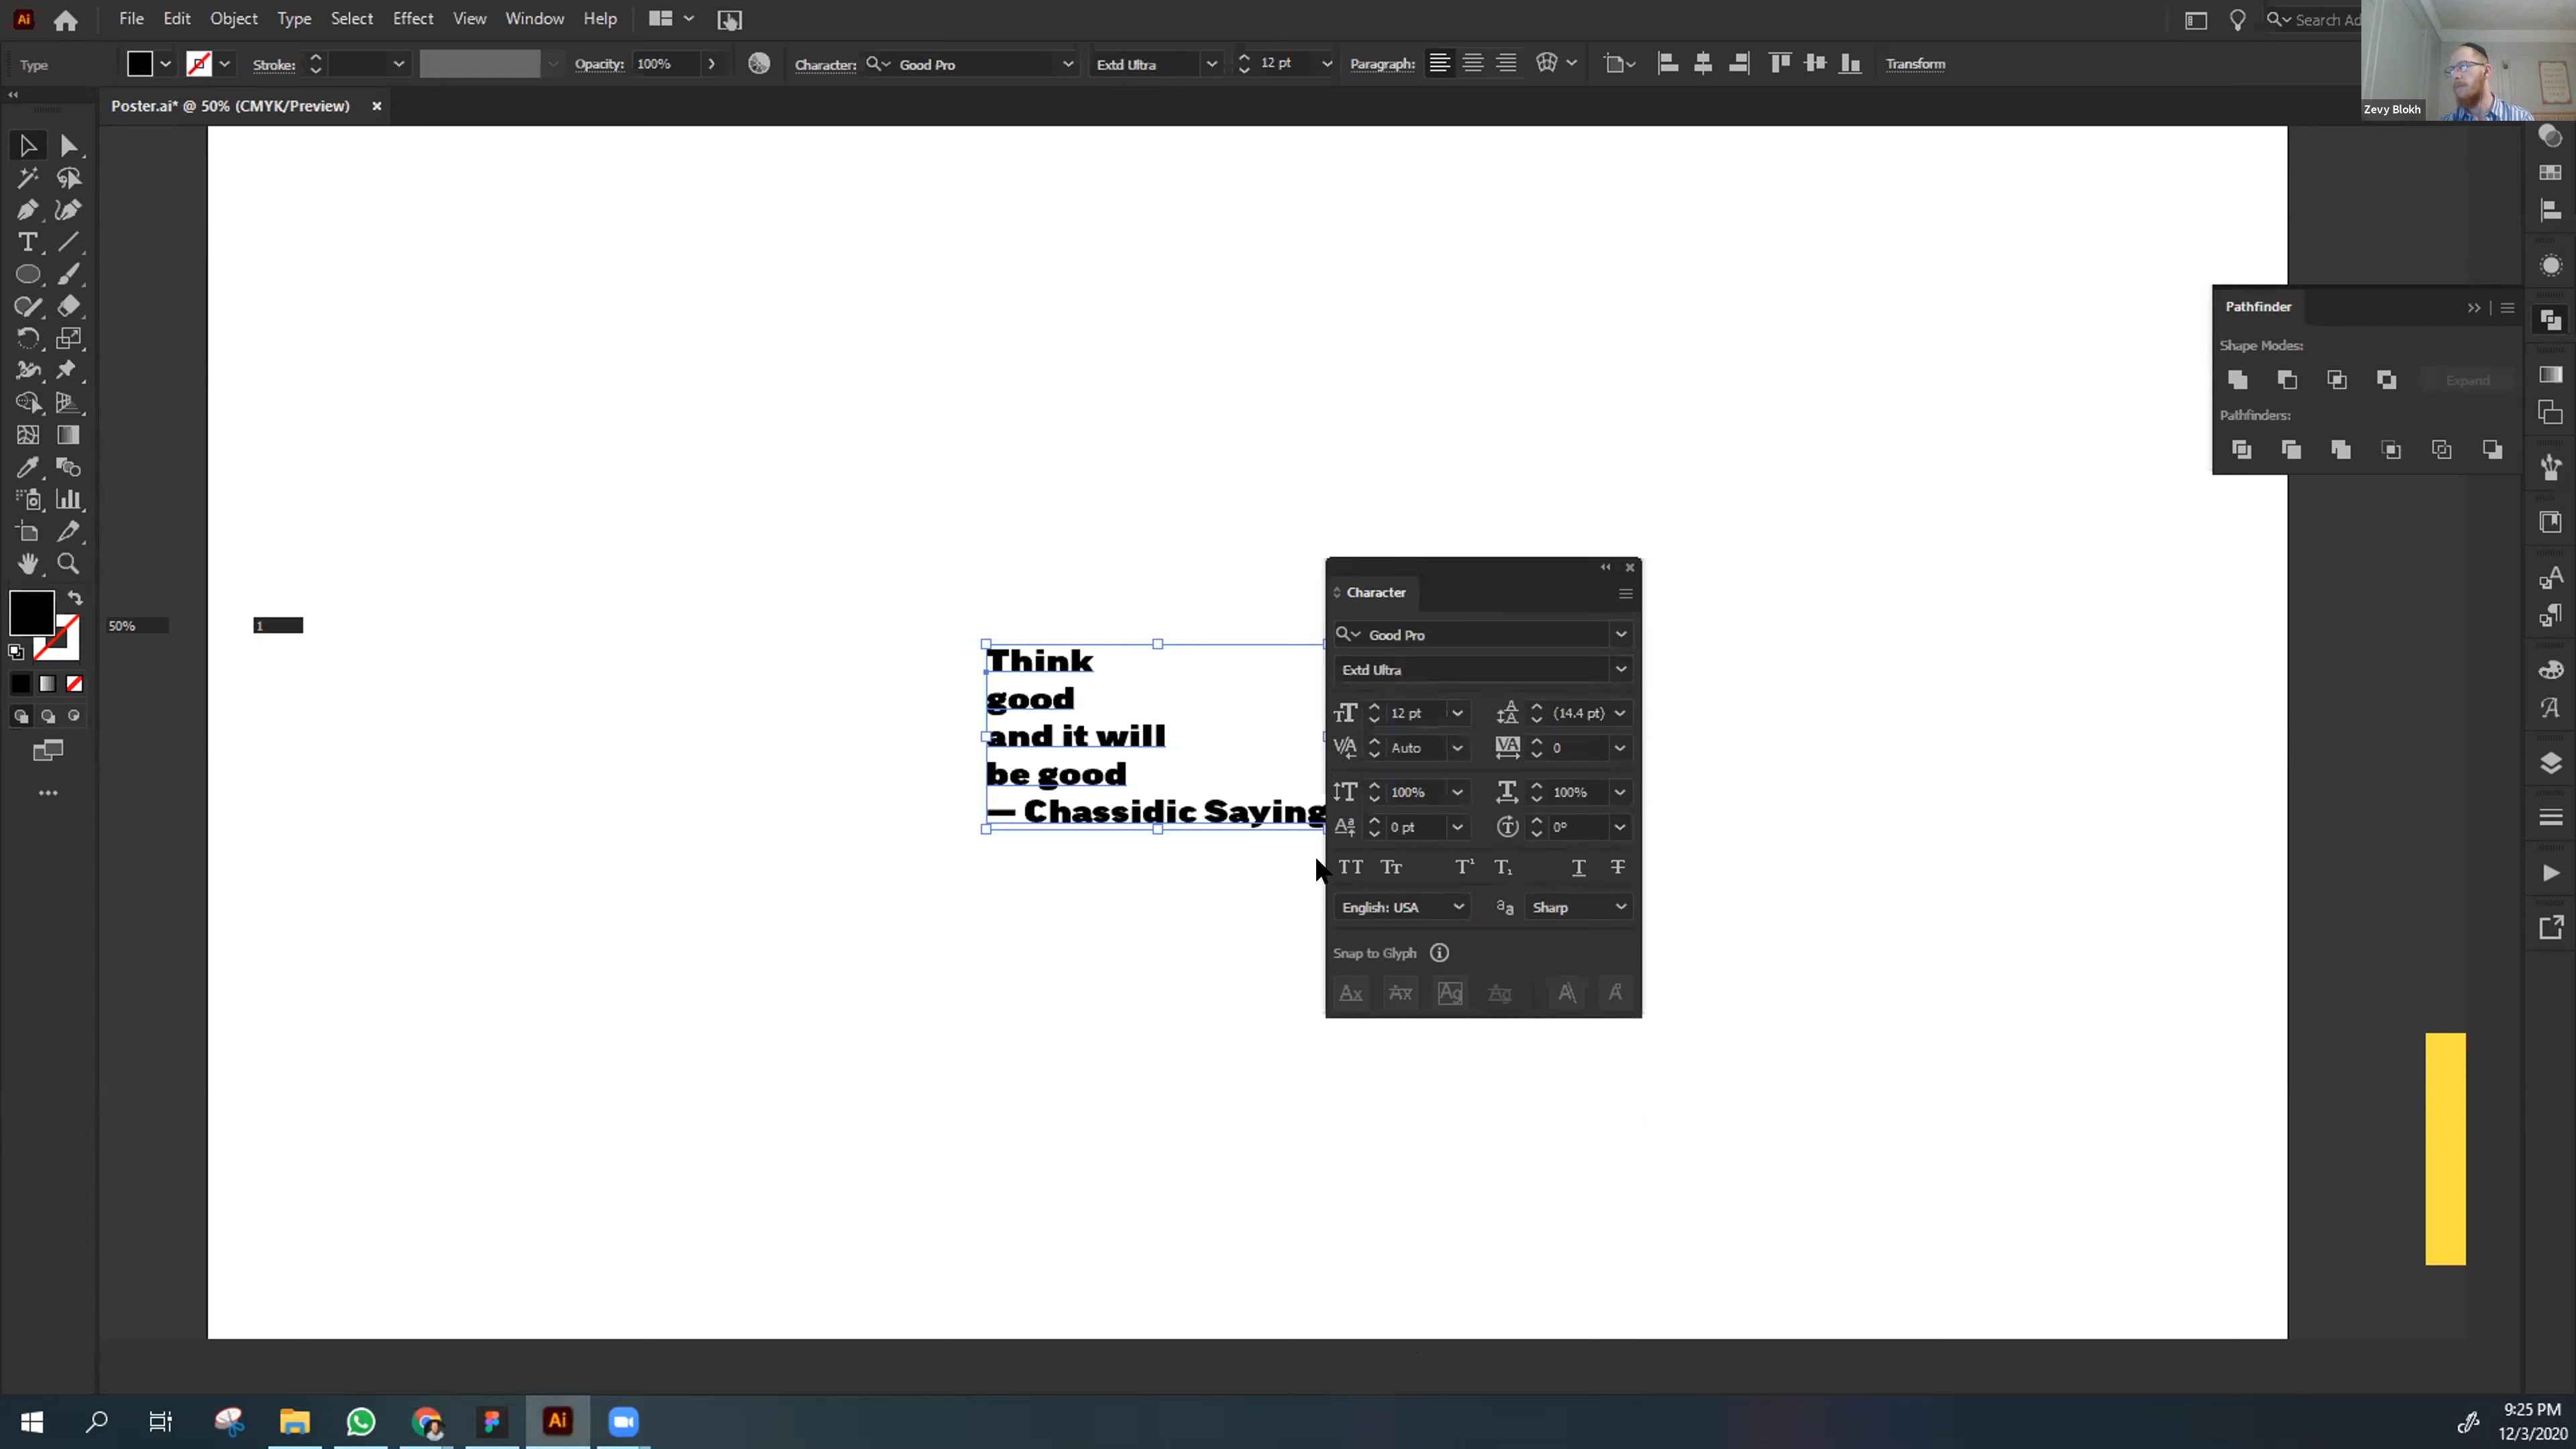 File Edit Object Type Select Effect View Window Help
Search Ad
Type Stroke: Opacity: 100% Character: Good Pro Extd Ultra 12 pt Paragraph: Transform
Zevy Blokh
Poster.ai* @ 50% (CMYK/Preview)
Pathfinder
Shape Modes:
Expand
Pathfinders:
50% 1
Think
good
and it will
be good
— Chassidic Saying
Character
Good Pro
Extd Ultra
12 pt (14.4 pt)
Auto 0
100% 100%
0 pt 0°
English: USA Sharp
Snap to Glyph
9:25 PM
12/3/2020